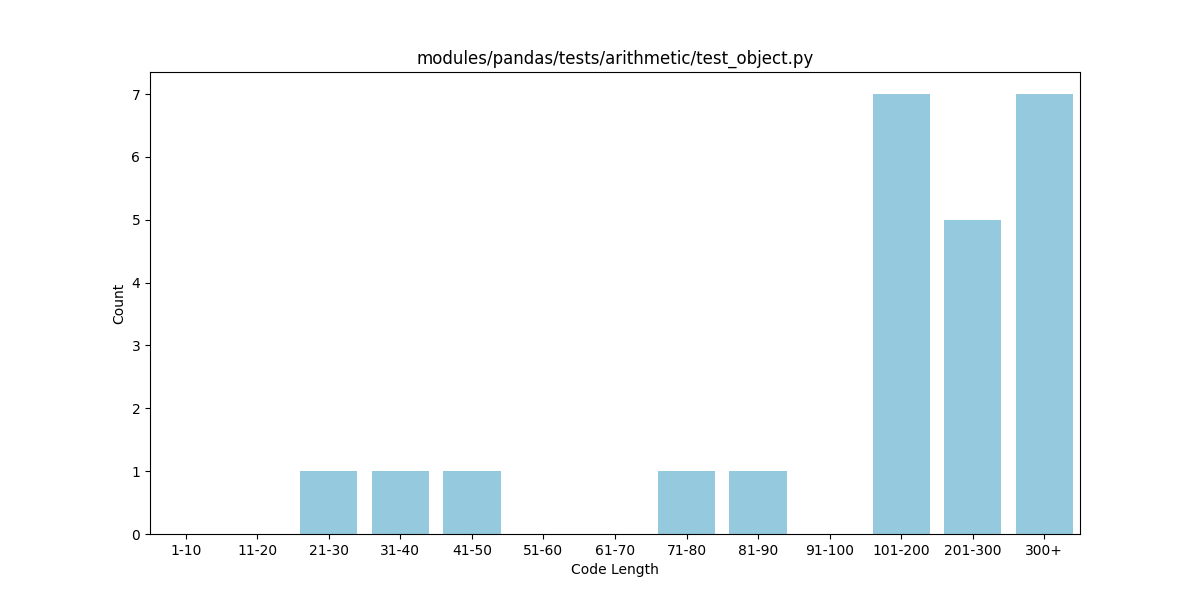 modules/pandas/tests/arithmetic/test_object.py
Count
7
6
5
4
3
2
1
0
1-10 11-20 21-30 31-40 41-50 51-60 61-70 71-80 81-90 91-100 101-200 201-300 300+
Code Length